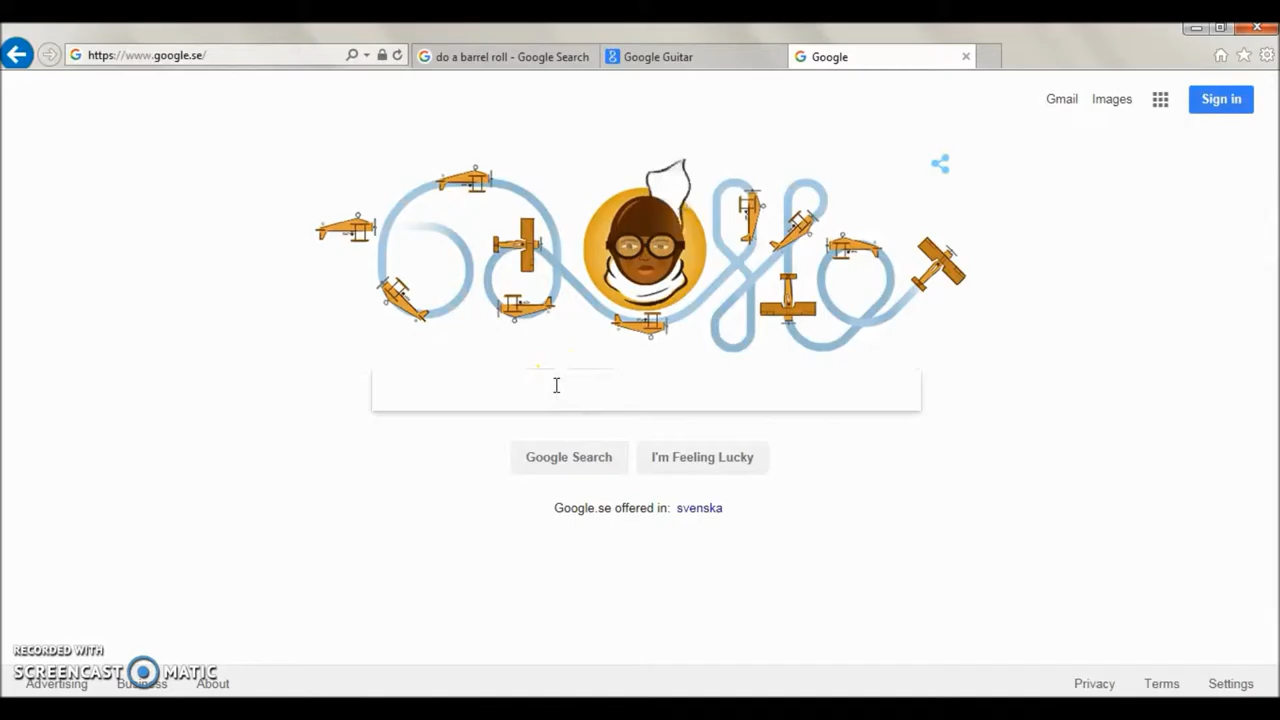 https://www.google.se/
do a barrel roll - Google Search
Google Guitar
Google
Gmail
Images
Sign in
Google Search
I'm Feeling Lucky
Google.se offered in: svenska
RECORDED WITH
SCREENCAST MATIC
Advertising
Business
About
Privacy
Terms
Settings